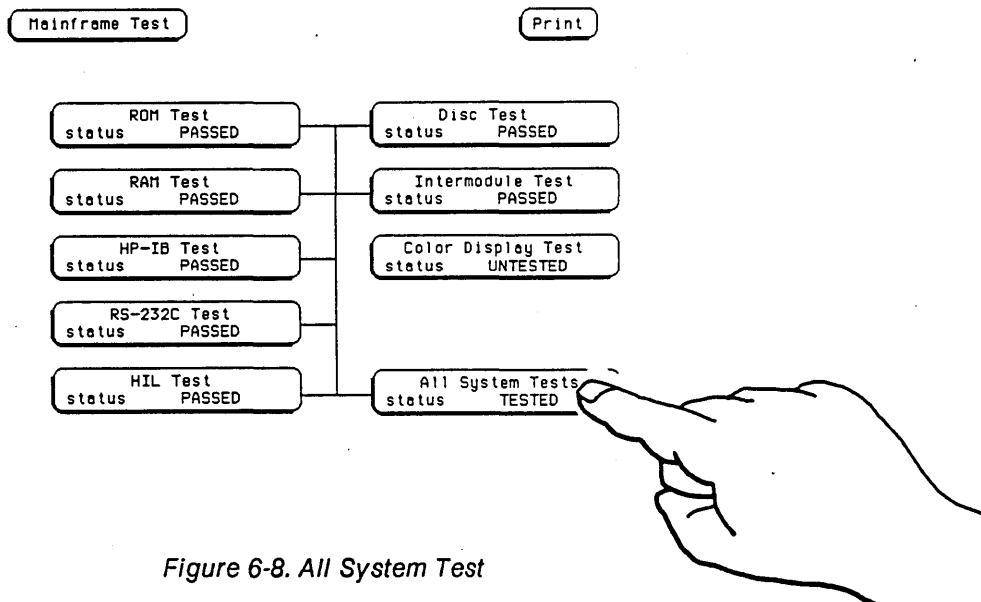 Mainframe Test
Print
ROM Test
status PASSED
Disc Test
status PASSED
RAM Test
status PASSED
Intermodule Test
status PASSED
HP-IB Test
status PASSED
Color Display Test
status UNTESTED
RS-232C Test
status PASSED
HIL Test
status PASSED
All System Tests
status TESTED
Figure 6-8. All System Test